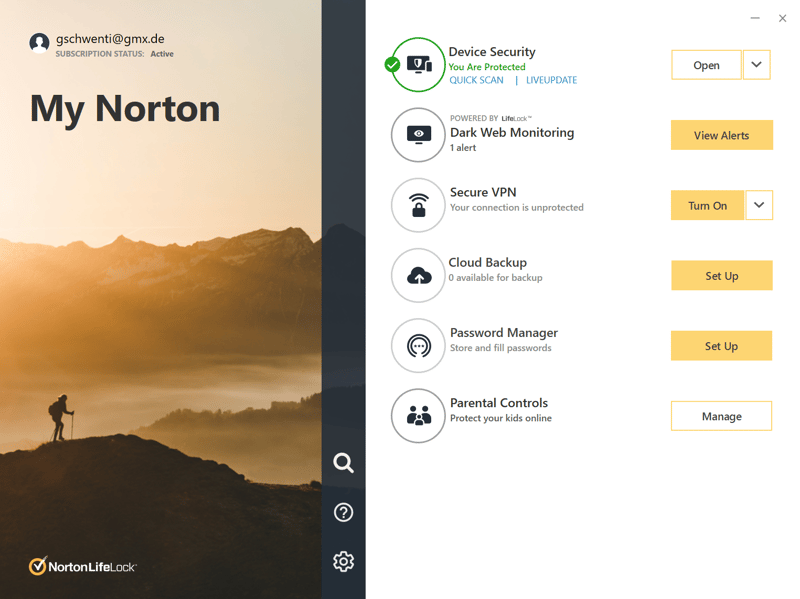 gschwenti@gmx.de
SUBSCRIPTION STATUS: Active
My Norton
NortonLifeLock™
Device Security
You Are Protected
QUICK SCAN | LIVEUPDATE
Open
POWERED BY LifeLock™
Dark Web Monitoring
1 alert
View Alerts
Secure VPN
Your connection is unprotected
Turn On
Cloud Backup
0 available for backup
Set Up
Password Manager
Store and fill passwords
Set Up
Parental Controls
Protect your kids online
Manage